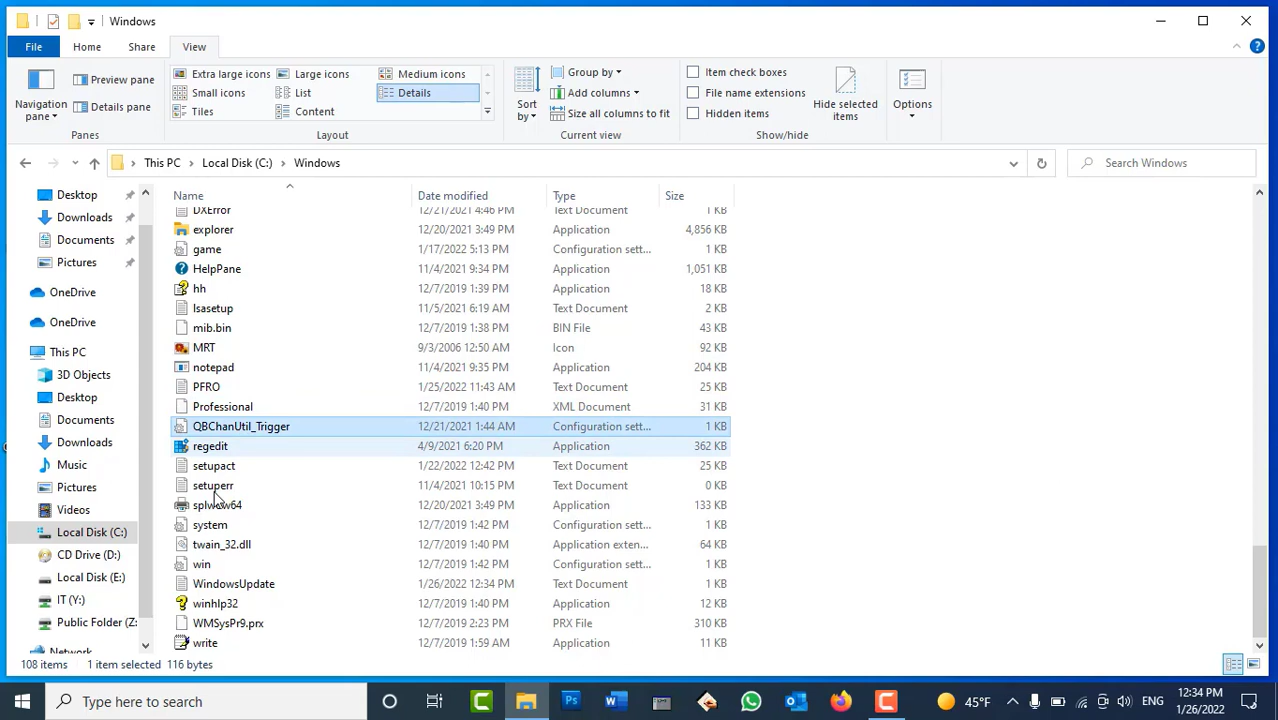 Windows
File Home Share View
Navigation pane
Preview pane
Details pane
Panes
Extra large icons Large icons Medium icons
Small icons List Details
Tiles Content
Layout
Sort by
Group by
Add columns
Size all columns to fit
Current view
Item check boxes
File name extensions
Hidden items
Hide selected items
Show/hide
Options
This PC Local Disk (C:) Windows
Search Windows
Desktop
Downloads
Documents
Pictures
OneDrive
OneDrive
This PC
3D Objects
Desktop
Documents
Downloads
Music
Pictures
Videos
Local Disk (C:)
CD Drive (D:)
Local Disk (E:)
IT (Y:)
Public Folder (Z:
Network
Name Date modified Type Size
DXError 12/21/2021 4:46 PM Text Document 1 KB
explorer 12/20/2021 3:49 PM Application 4,856 KB
game 1/17/2022 5:13 PM Configuration sett... 1 KB
HelpPane 11/4/2021 9:34 PM Application 1,051 KB
hh 12/7/2019 1:39 PM Application 18 KB
lsasetup 11/5/2021 6:19 AM Text Document 2 KB
mib.bin 12/7/2019 1:38 PM BIN File 43 KB
MRT 9/3/2006 12:50 AM Icon 92 KB
notepad 11/4/2021 9:35 PM Application 204 KB
PFRO 1/25/2022 11:43 AM Text Document 25 KB
Professional 12/7/2019 1:40 PM XML Document 31 KB
QBChanUtil_Trigger 12/21/2021 1:44 AM Configuration sett... 1 KB
regedit 4/9/2021 6:20 PM Application 362 KB
setupact 1/22/2022 12:42 PM Text Document 25 KB
setuperr 11/4/2021 10:15 PM Text Document 0 KB
splwow64 12/20/2021 3:49 PM Application 133 KB
system 12/7/2019 1:42 PM Configuration sett... 1 KB
twain_32.dll 12/7/2019 1:40 PM Application exten... 64 KB
win 12/7/2019 1:42 PM Configuration sett... 1 KB
WindowsUpdate 1/26/2022 12:34 PM Text Document 1 KB
winhlp32 12/7/2019 1:40 PM Application 12 KB
WMSysPr9.prx 12/7/2019 2:23 PM PRX File 310 KB
write 12/7/2019 1:59 AM Application 11 KB
108 items 1 item selected 116 bytes
Type here to search
45°F
ENG
12:34 PM
1/26/2022